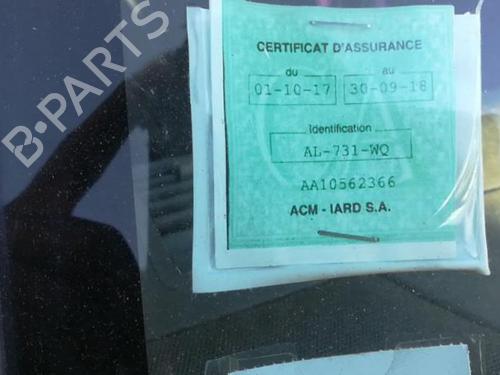 CERTIFICAT D'ASSURANCE
du au
01-10-17 30-09-18
Identification
AL-731-WQ
AA10562366
ACM - IARD S.A.
B-PARTS